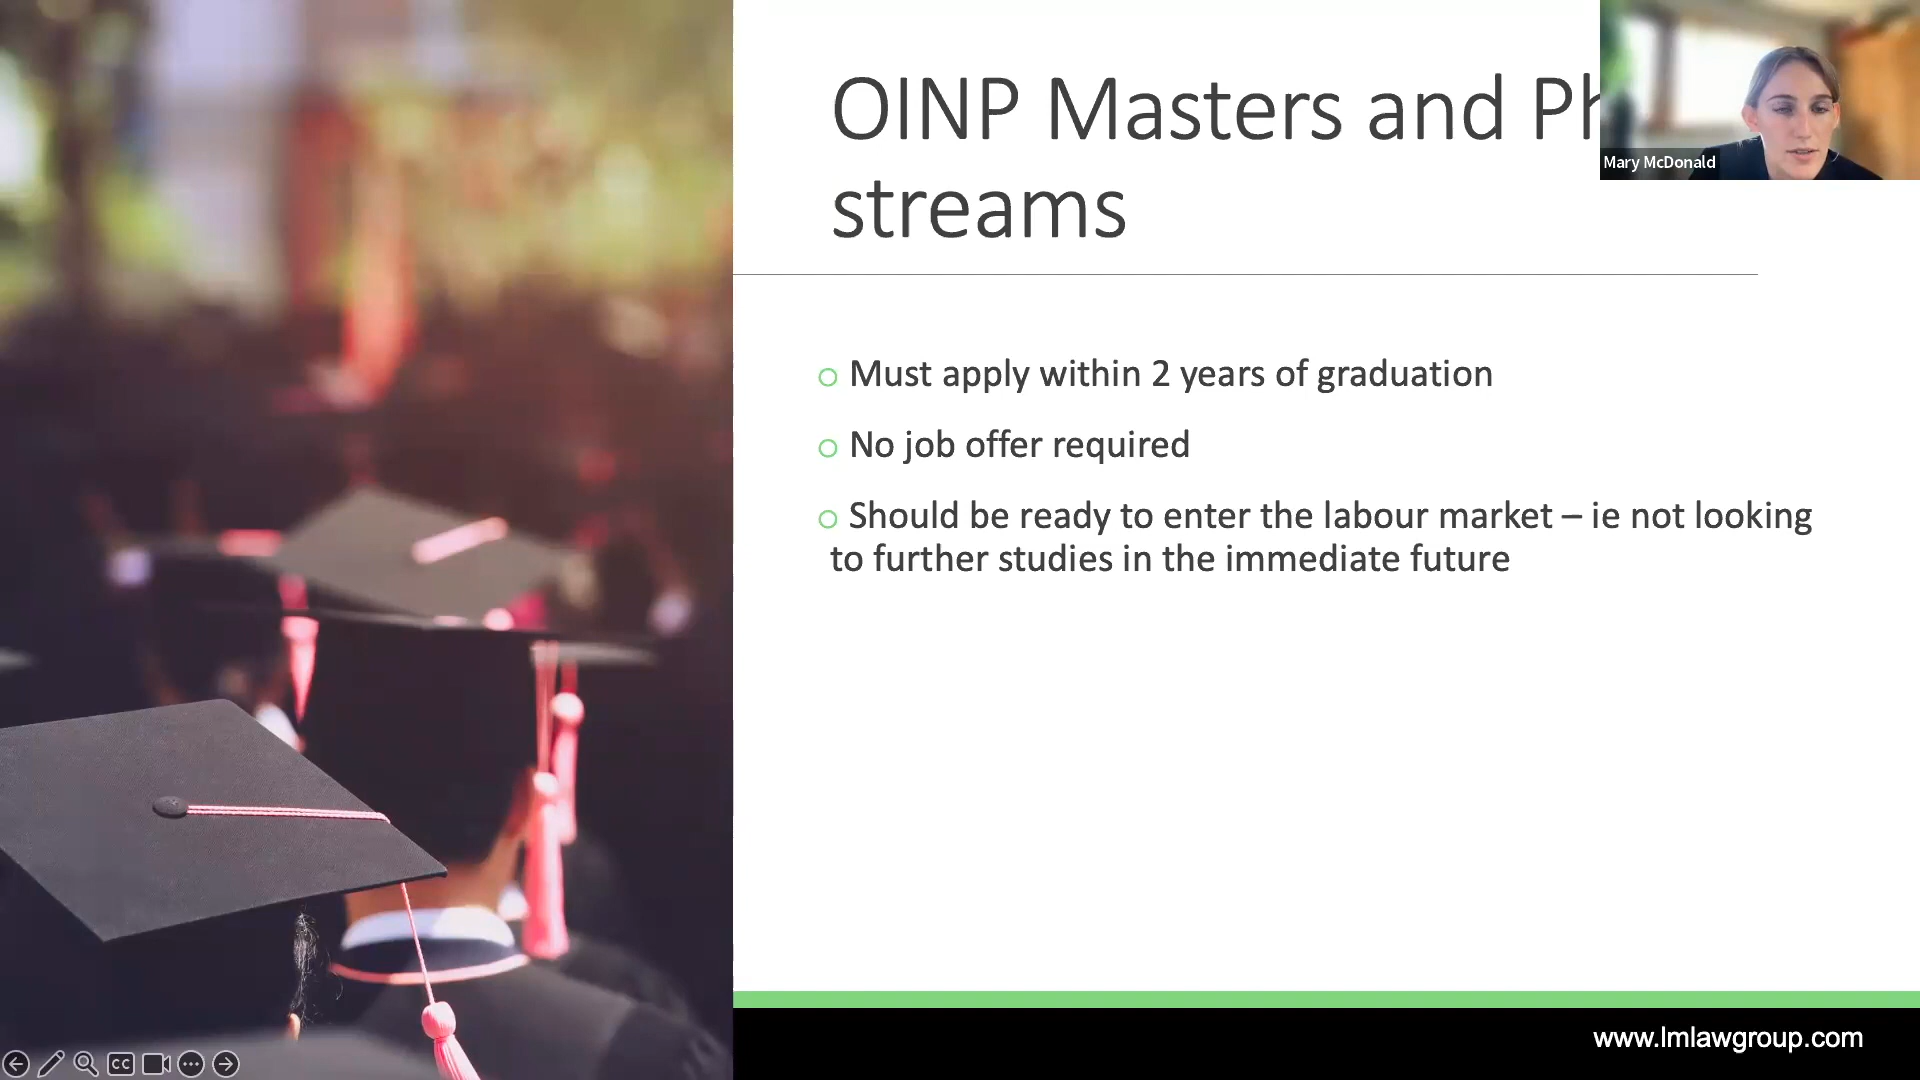 OINP Masters and
streams
Mary McDonald
o Must apply within 2 years of graduation
o No job offer required
o Should be ready to enter the labour market – ie not looking
to further studies in the immediate future
www.lmlawgroup.com
CC